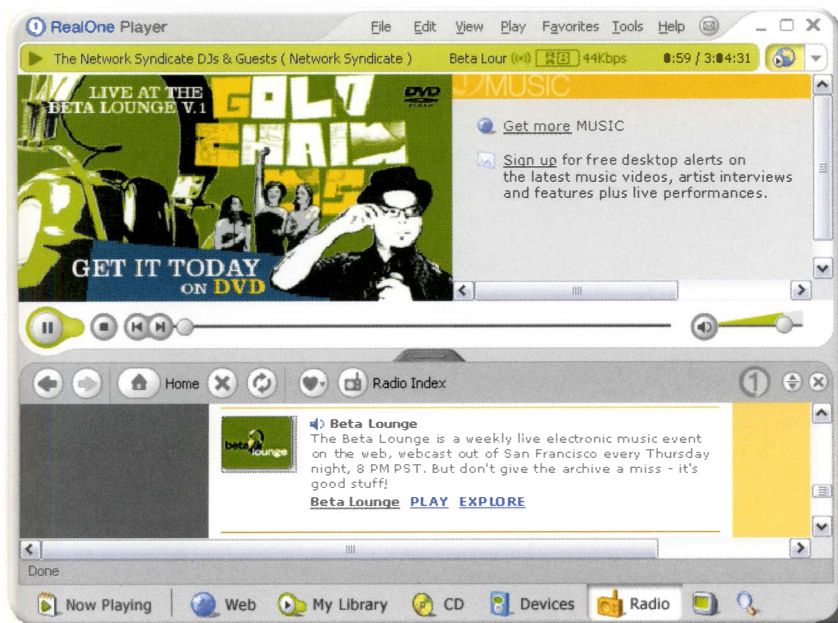 RealOne Player File Edit View Play Favorites Tools Help
The Network Syndicate DJs & Guests ( Network Syndicate ) Beta Loun 44Kbps 0:59 / 3:04:31
LIVE AT THE
BETA LOUNGE V.1
GOLD
CHAINS
DVD
GET IT TODAY
ON DVD
MUSIC
Get more MUSIC
Sign up for free desktop alerts on
the latest music videos, artist interviews
and features plus live performances.
Home Radio Index
beta lounge
Beta Lounge
The Beta Lounge is a weekly live electronic music event
on the web, webcast out of San Francisco every Thursday
night, 8 PM PST. But don't give the archive a miss - it's
good stuff!
Beta Lounge PLAY EXPLORE
Done
Now Playing Web My Library CD Devices Radio